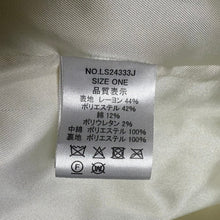 NO.LS24333J
SIZE ONE
品質表示
表地 レーヨン 44%
ポリエステル 42%
綿 12%
ポリウレタン 2%
中地 ポリエステル 100%
裏地 ポリエステル 100%